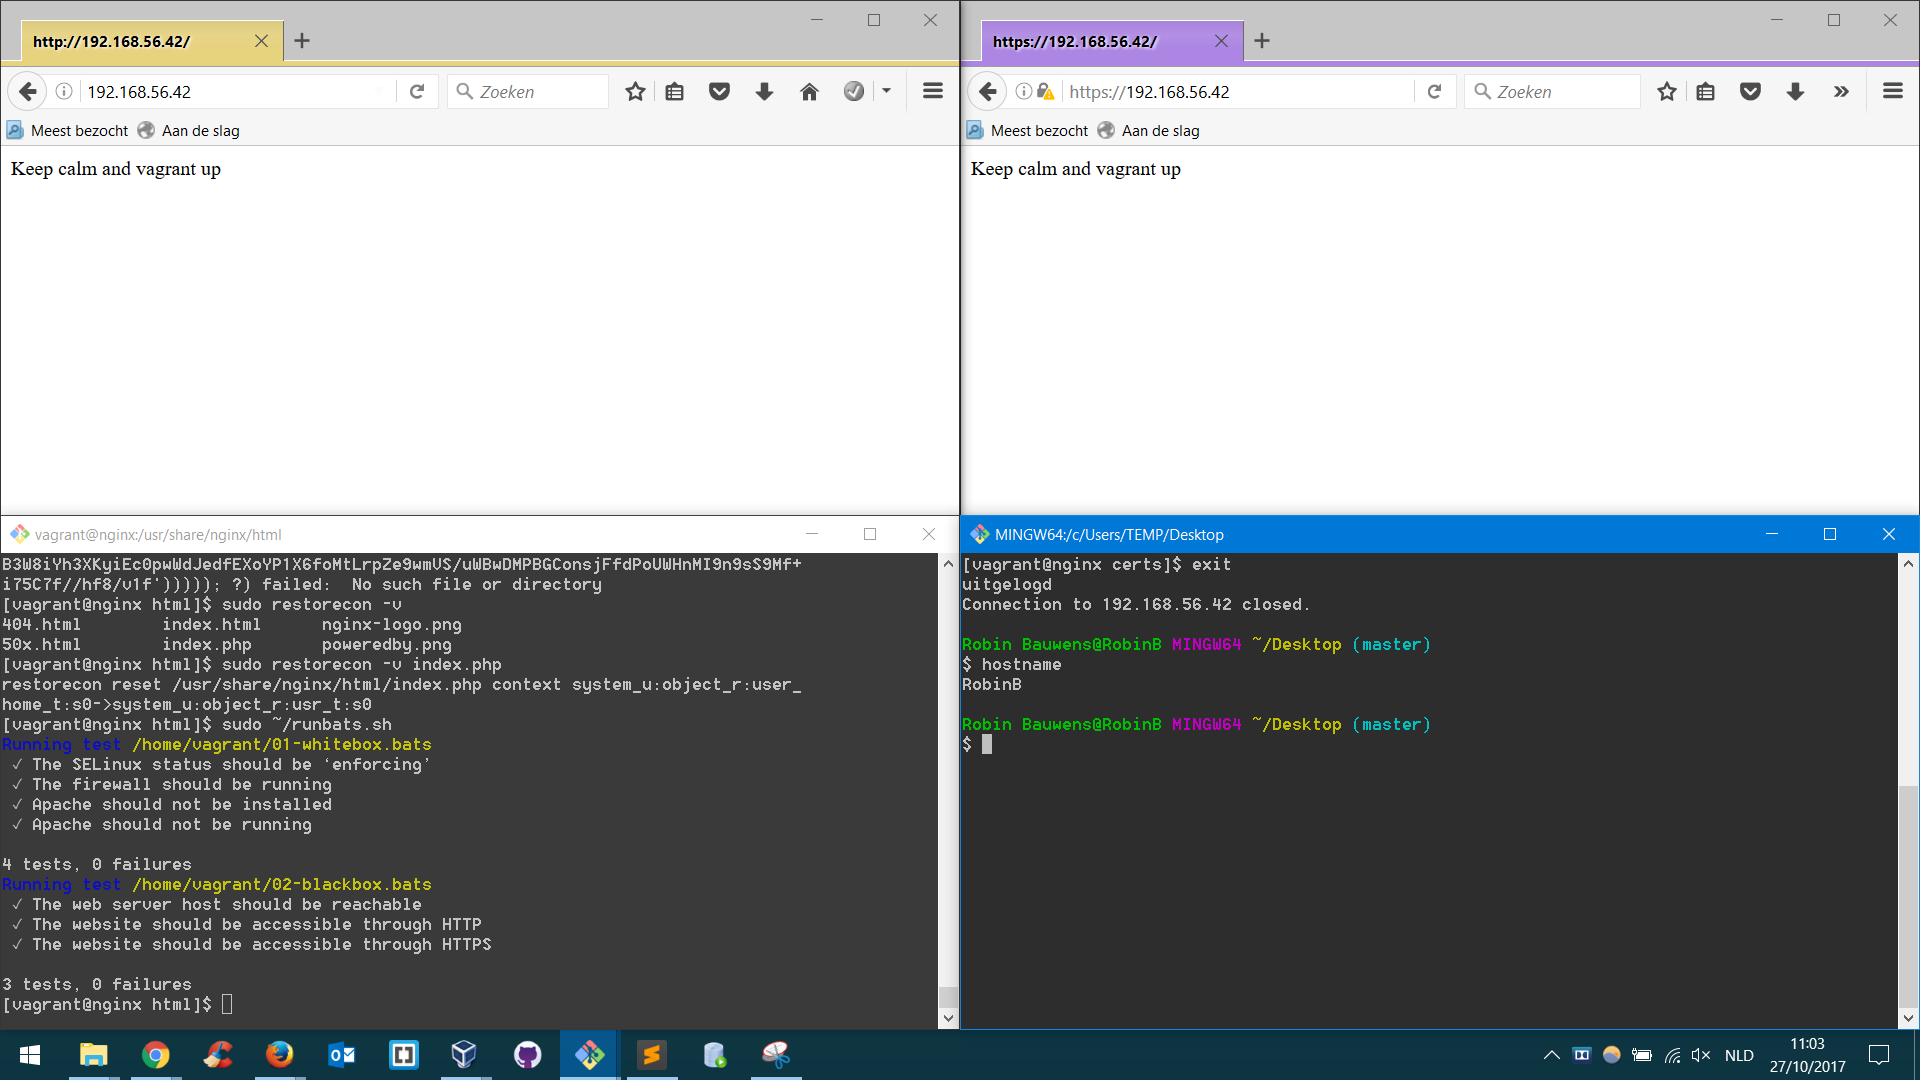 http://192.168.56.42/
192.168.56.42
Zoeken
Meest bezocht Aan de slag
Keep calm and vagrant up
https://192.168.56.42/
https://192.168.56.42
Zoeken
Meest bezocht Aan de slag
Keep calm and vagrant up
vagrant@nginx:/usr/share/nginx/html
B3W8iYh3XKyiEc0pwWdJedfEXoYP1X6foMtLrpZe9wmVS/uWBwDMPBGConsjFfdPoUWHnMI9n9sS9Mf+
i75C7f//hf8/v1f'))))); ?) failed:  No such file or directory
[vagrant@nginx html]$ sudo restorecon -v
404.html        index.html      nginx-logo.png
50x.html        index.php       poweredby.png
[vagrant@nginx html]$ sudo restorecon -v index.php
restorecon reset /usr/share/nginx/html/index.php context system_u:object_r:user_
home_t:s0->system_u:object_r:usr_t:s0
[vagrant@nginx html]$ sudo ~/runbats.sh
Running test /home/vagrant/01-whitebox.bats
✓ The SELinux status should be ‘enforcing’
✓ The firewall should be running
✓ Apache should not be installed
✓ Apache should not be running
4 tests, 0 failures
Running test /home/vagrant/02-blackbox.bats
✓ The web server host should be reachable
✓ The website should be accessible through HTTP
✓ The website should be accessible through HTTPS
3 tests, 0 failures
[vagrant@nginx html]$
MINGW64:/c/Users/TEMP/Desktop
[vagrant@nginx certs]$ exit
uitgelogd
Connection to 192.168.56.42 closed.
Robin Bauwens@RobinB MINGW64 ~/Desktop (master)
$ hostname
RobinB
Robin Bauwens@RobinB MINGW64 ~/Desktop (master)
$
NLD
11:03
27/10/2017